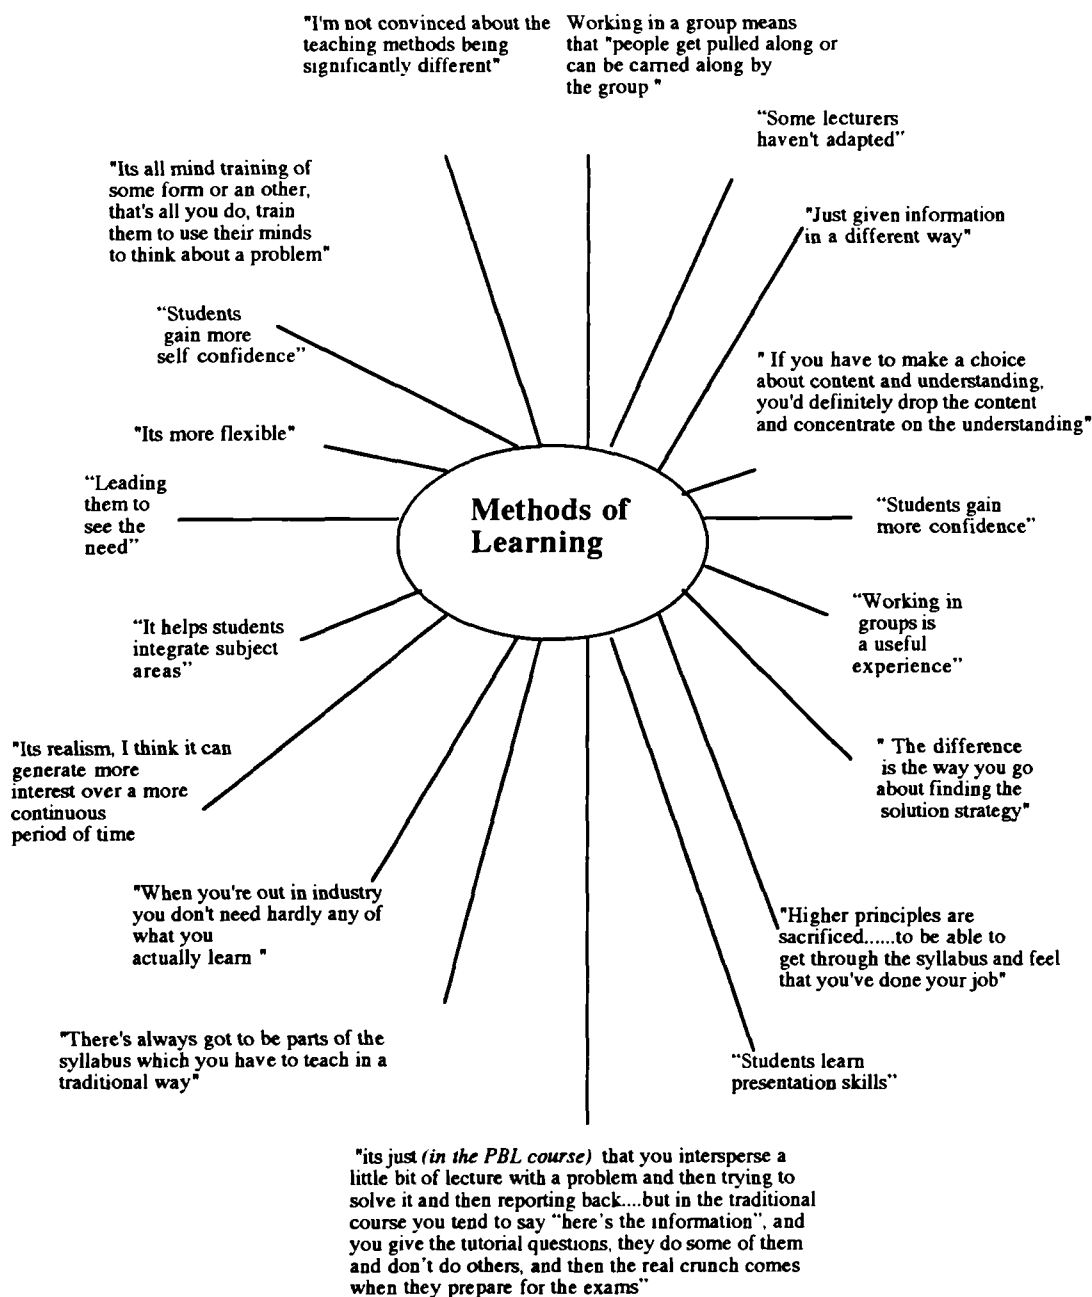 "I'm not convinced about the
teaching methods being
significantly different"
Working in a group means
that "people get pulled along or
can be carried along by
the group "
“Some lecturers
haven't adapted”
"Its all mind training of
some form or an other,
that's all you do, train
them to use their minds
to think about a problem"
"Just given information
in a different way"
“Students
gain more
self confidence”
" If you have to make a choice
about content and understanding,
you'd definitely drop the content
and concentrate on the understanding"
"Its more flexible"
“Leading
them to
see the
need”
Methods of
Learning
“Students gain
more confidence”
“It helps students
integrate subject
areas”
“Working in
groups is
a useful
experience”
"Its realism, I think it can
generate more
interest over a more
continuous
period of time
" The difference
is the way you go
about finding the
solution strategy"
"When you're out in industry
you don't need hardly any of
what you
actually learn "
"Higher principles are
sacrificed......to be able to
get through the syllabus and feel
that you've done your job"
"There's always got to be parts of the
syllabus which you have to teach in a
traditional way"
“Students learn
presentation skills”
"its just (in the PBL course) that you intersperse a
little bit of lecture with a problem and then trying to
solve it and then reporting back....but in the traditional
course you tend to say “here's the information”, and
you give the tutorial questions, they do some of them
and don't do others, and then the real crunch comes
when they prepare for the exams”